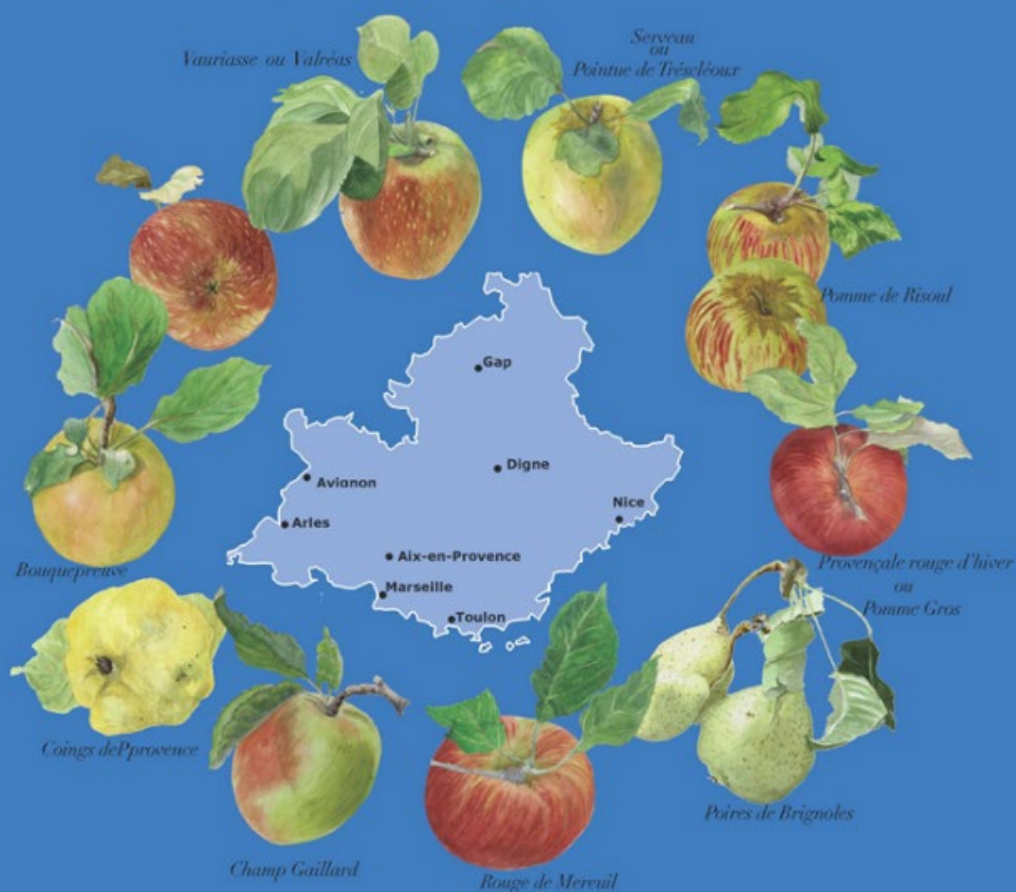 Vauriasse ou Valréas
Serveau
ou
Pointue de Trescléoux
Pomme de Risoul
Gap
Digne
Avignon
Nice
Arles
Aix-en-Provence
Marseille
Toulon
Bouquepreuve
Provençale rouge d'hiver
ou
Pomme Gros
Coings dePprovence
Poires de Brignoles
Champ Gaillard
Rouge de Mereuil